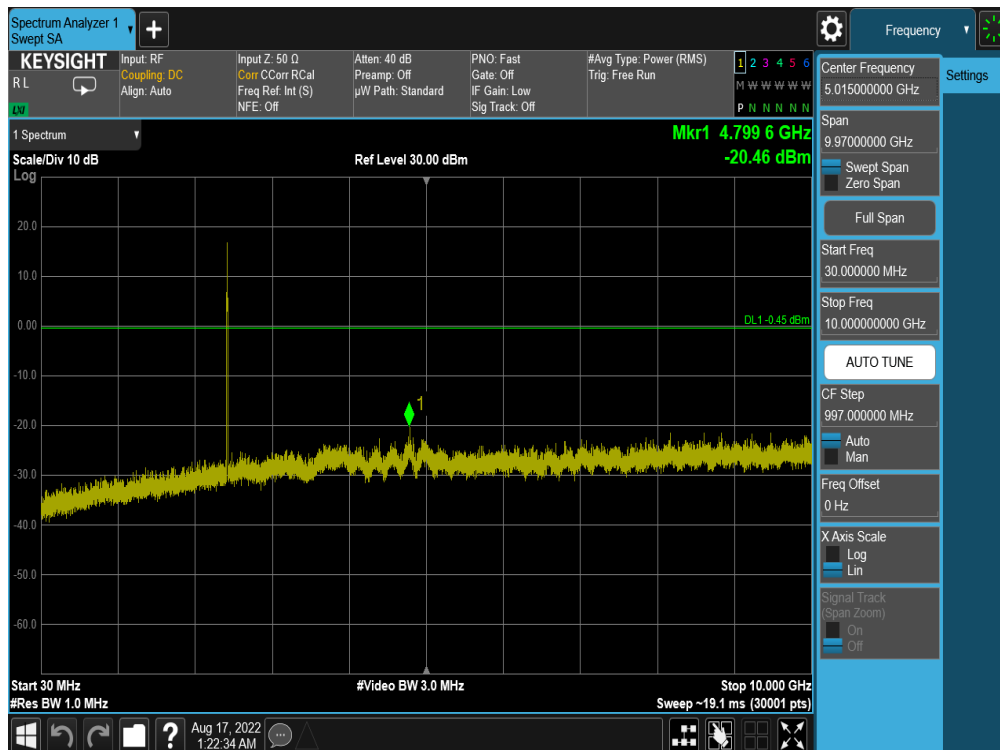 Spectrum Analyzer 1
Swept SA
Frequency
KEYSIGHT
R L
LXI
Input: RF
Coupling: DC
Align: Auto
Input Z: 50 Ω
Corr CCorr RCal
Freq Ref: Int (S)
NFE: Off
Atten: 40 dB
Preamp: Off
µW Path: Standard
PNO: Fast
Gate: Off
IF Gain: Low
Sig Track: Off
#Avg Type: Power (RMS)
Trig: Free Run
1 2 3 4 5 6
M W W W W W
P N N N N N
1 Spectrum
Mkr1 4.799 6 GHz
-20.46 dBm
Scale/Div 10 dB
Ref Level 30.00 dBm
Log
20.0
10.0
0.00
DL1 -0.45 dBm
-10.0
1
-20.0
-30.0
-40.0
-50.0
-60.0
Start 30 MHz
#Video BW 3.0 MHz
Stop 10.000 GHz
#Res BW 1.0 MHz
Sweep ~19.1 ms (30001 pts)
Aug 17, 2022
1:22:34 AM
Center Frequency
5.015000000 GHz
Settings
Span
9.97000000 GHz
Swept Span
Zero Span
Full Span
Start Freq
30.000000 MHz
Stop Freq
10.000000000 GHz
AUTO TUNE
CF Step
997.000000 MHz
Auto
Man
Freq Offset
0 Hz
X Axis Scale
Log
Lin
Signal Track
(Span Zoom)
On
Off